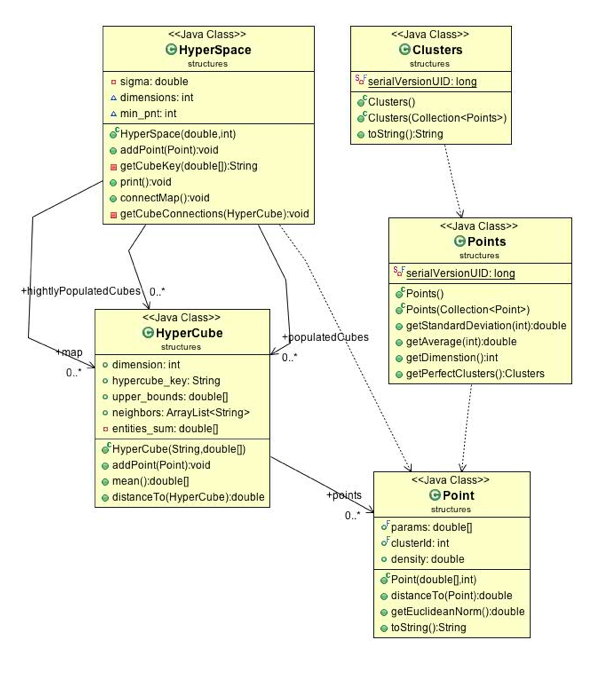 <<Java Class>>
HyperSpace
structures
sigma: double
dimensions: int
min_pnt: int
HyperSpace(double,int)
addPoint(Point):void
getCubeKey(double[]):String
print():void
connectMap():void
getCubeConnections(HyperCube):void
<<Java Class>>
Clusters
structures
serialVersionUID: long
Clusters()
Clusters(Collection<Points>)
toString():String
<<Java Class>>
Points
structures
serialVersionUID: long
Points()
Points(Collection<Point>)
getStandardDeviation(int):double
getAverage(int):double
getDimenstion():int
getPerfectClusters():Clusters
+hightlyPopulatedCubes
0..*
+map
0..*
+populatedCubes
0..*
<<Java Class>>
HyperCube
structures
dimension: int
hypercube_key: String
upper_bounds: double[]
neighbors: ArrayList<String>
entities_sum: double[]
HyperCube(String,double[])
addPoint(Point):void
mean():double[]
distanceTo(HyperCube):double
+points
0..*
<<Java Class>>
Point
structures
params: double[]
clusterId: int
density: double
Point(double[],int)
distanceTo(Point):double
getEuclideanNorm():double
toString():String